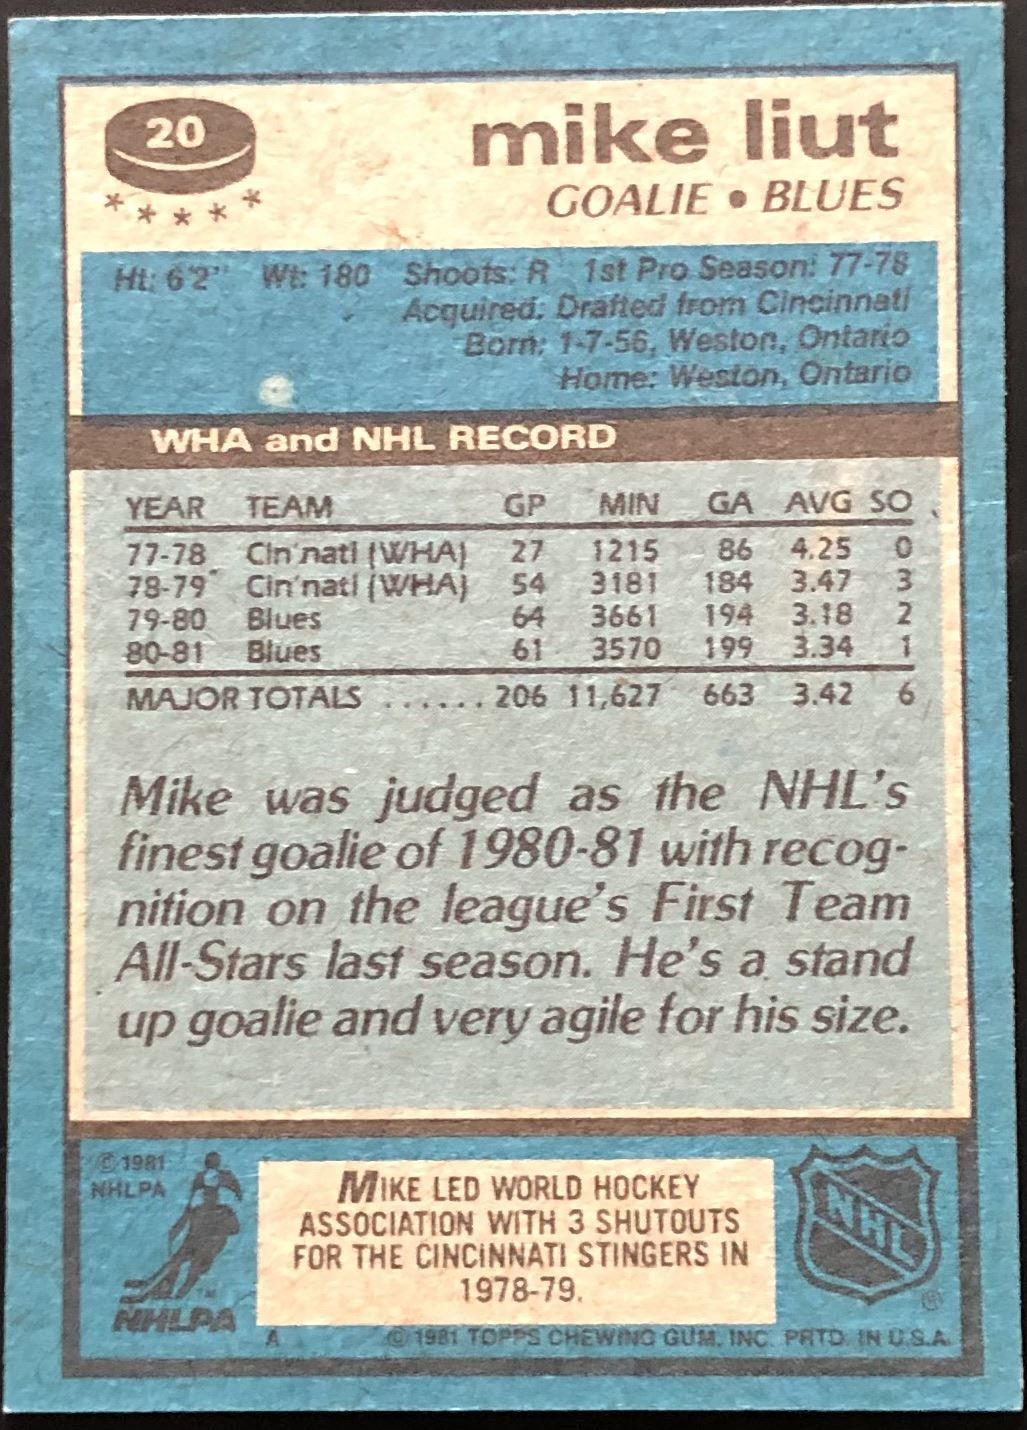 20
mike liut
GOALIE • BLUES
Ht: 6'2" Wt: 180 Shoots: R 1st Pro Season: 77-78
Acquired: Drafted from Cincinnati
Born: 1-7-56, Weston, Ontario
Home: Weston, Ontario
WHA and NHL RECORD
YEAR TEAM GP MIN GA AVG SO
77-78 Cin'nati (WHA) 27 1215 86 4.25 0
78-79 Cin'nati (WHA) 54 3181 184 3.47 3
79-80 Blues 64 3661 194 3.18 2
80-81 Blues 61 3570 199 3.34 1
MAJOR TOTALS ...... 206 11,627 663 3.42 6
Mike was judged as the NHL's
finest goalie of 1980-81 with recog-
nition on the league's First Team
All-Stars last season. He's a stand
up goalie and very agile for his size.
© 1981
NHLPA
MIKE LED WORLD HOCKEY
ASSOCIATION WITH 3 SHUTOUTS
FOR THE CINCINNATI STINGERS IN
1978-79.
TM
NHLPA
NHL
®
A © 1981 TOPPS CHEWING GUM, INC. PRTD. IN U.S.A.